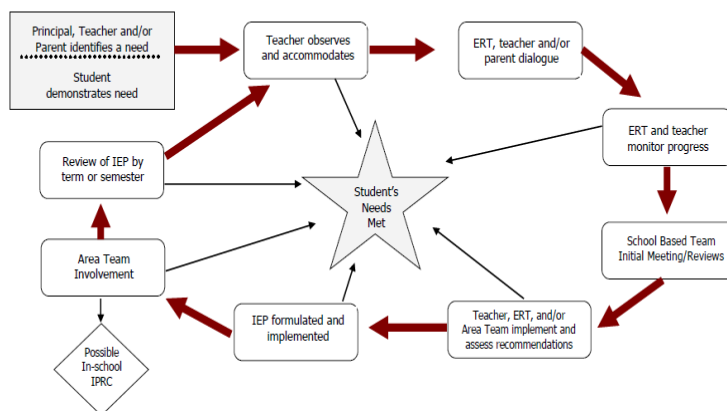 Principal, Teacher and/or
Parent identifies a need
Student
demonstrates need
Teacher observes
and accommodates
ERT, teacher and/or
parent dialogue
ERT and teacher
monitor progress
School Based Team
Initial Meeting/Reviews
Teacher, ERT, and/or
Area Team implement and
assess recommendations
IEP formulated and
implemented
Area Team
Involvement
Possible
In-school
IPRC
Review of IEP by
term or semester
Student's
Needs
Met